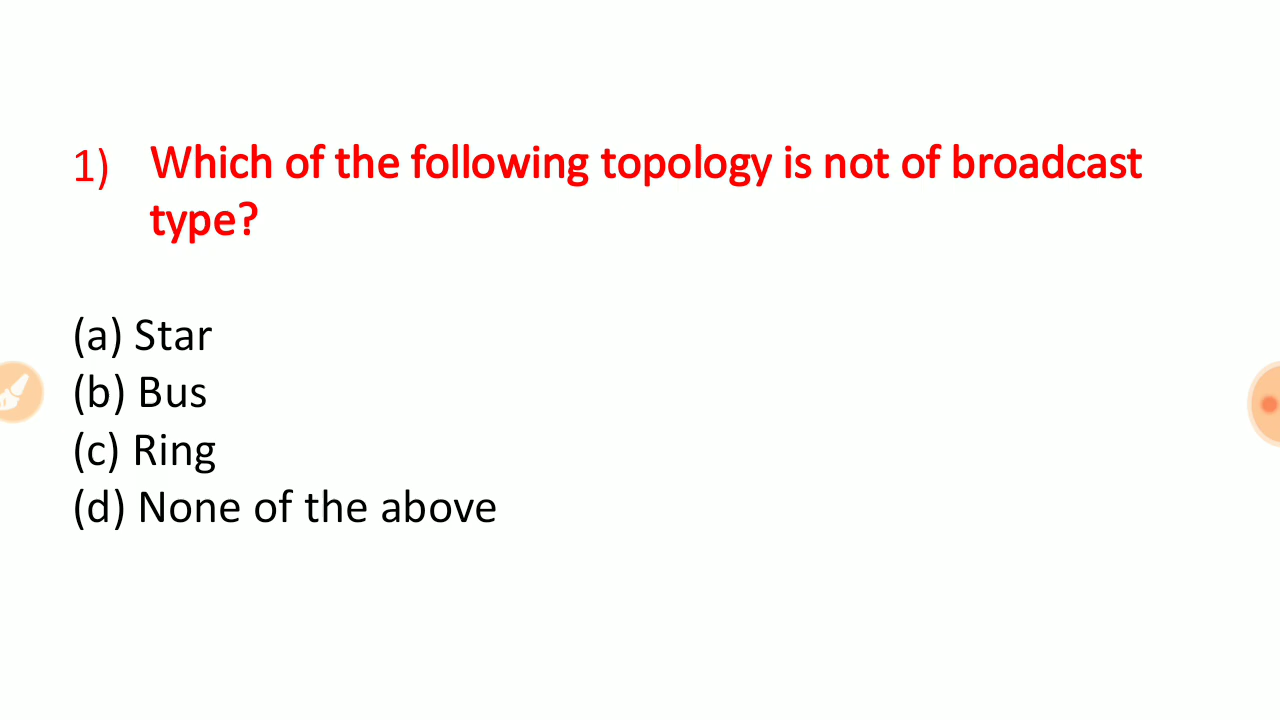 1) Which of the following topology is not of broadcast
type?
(a) Star
(b) Bus
(c) Ring
(d) None of the above